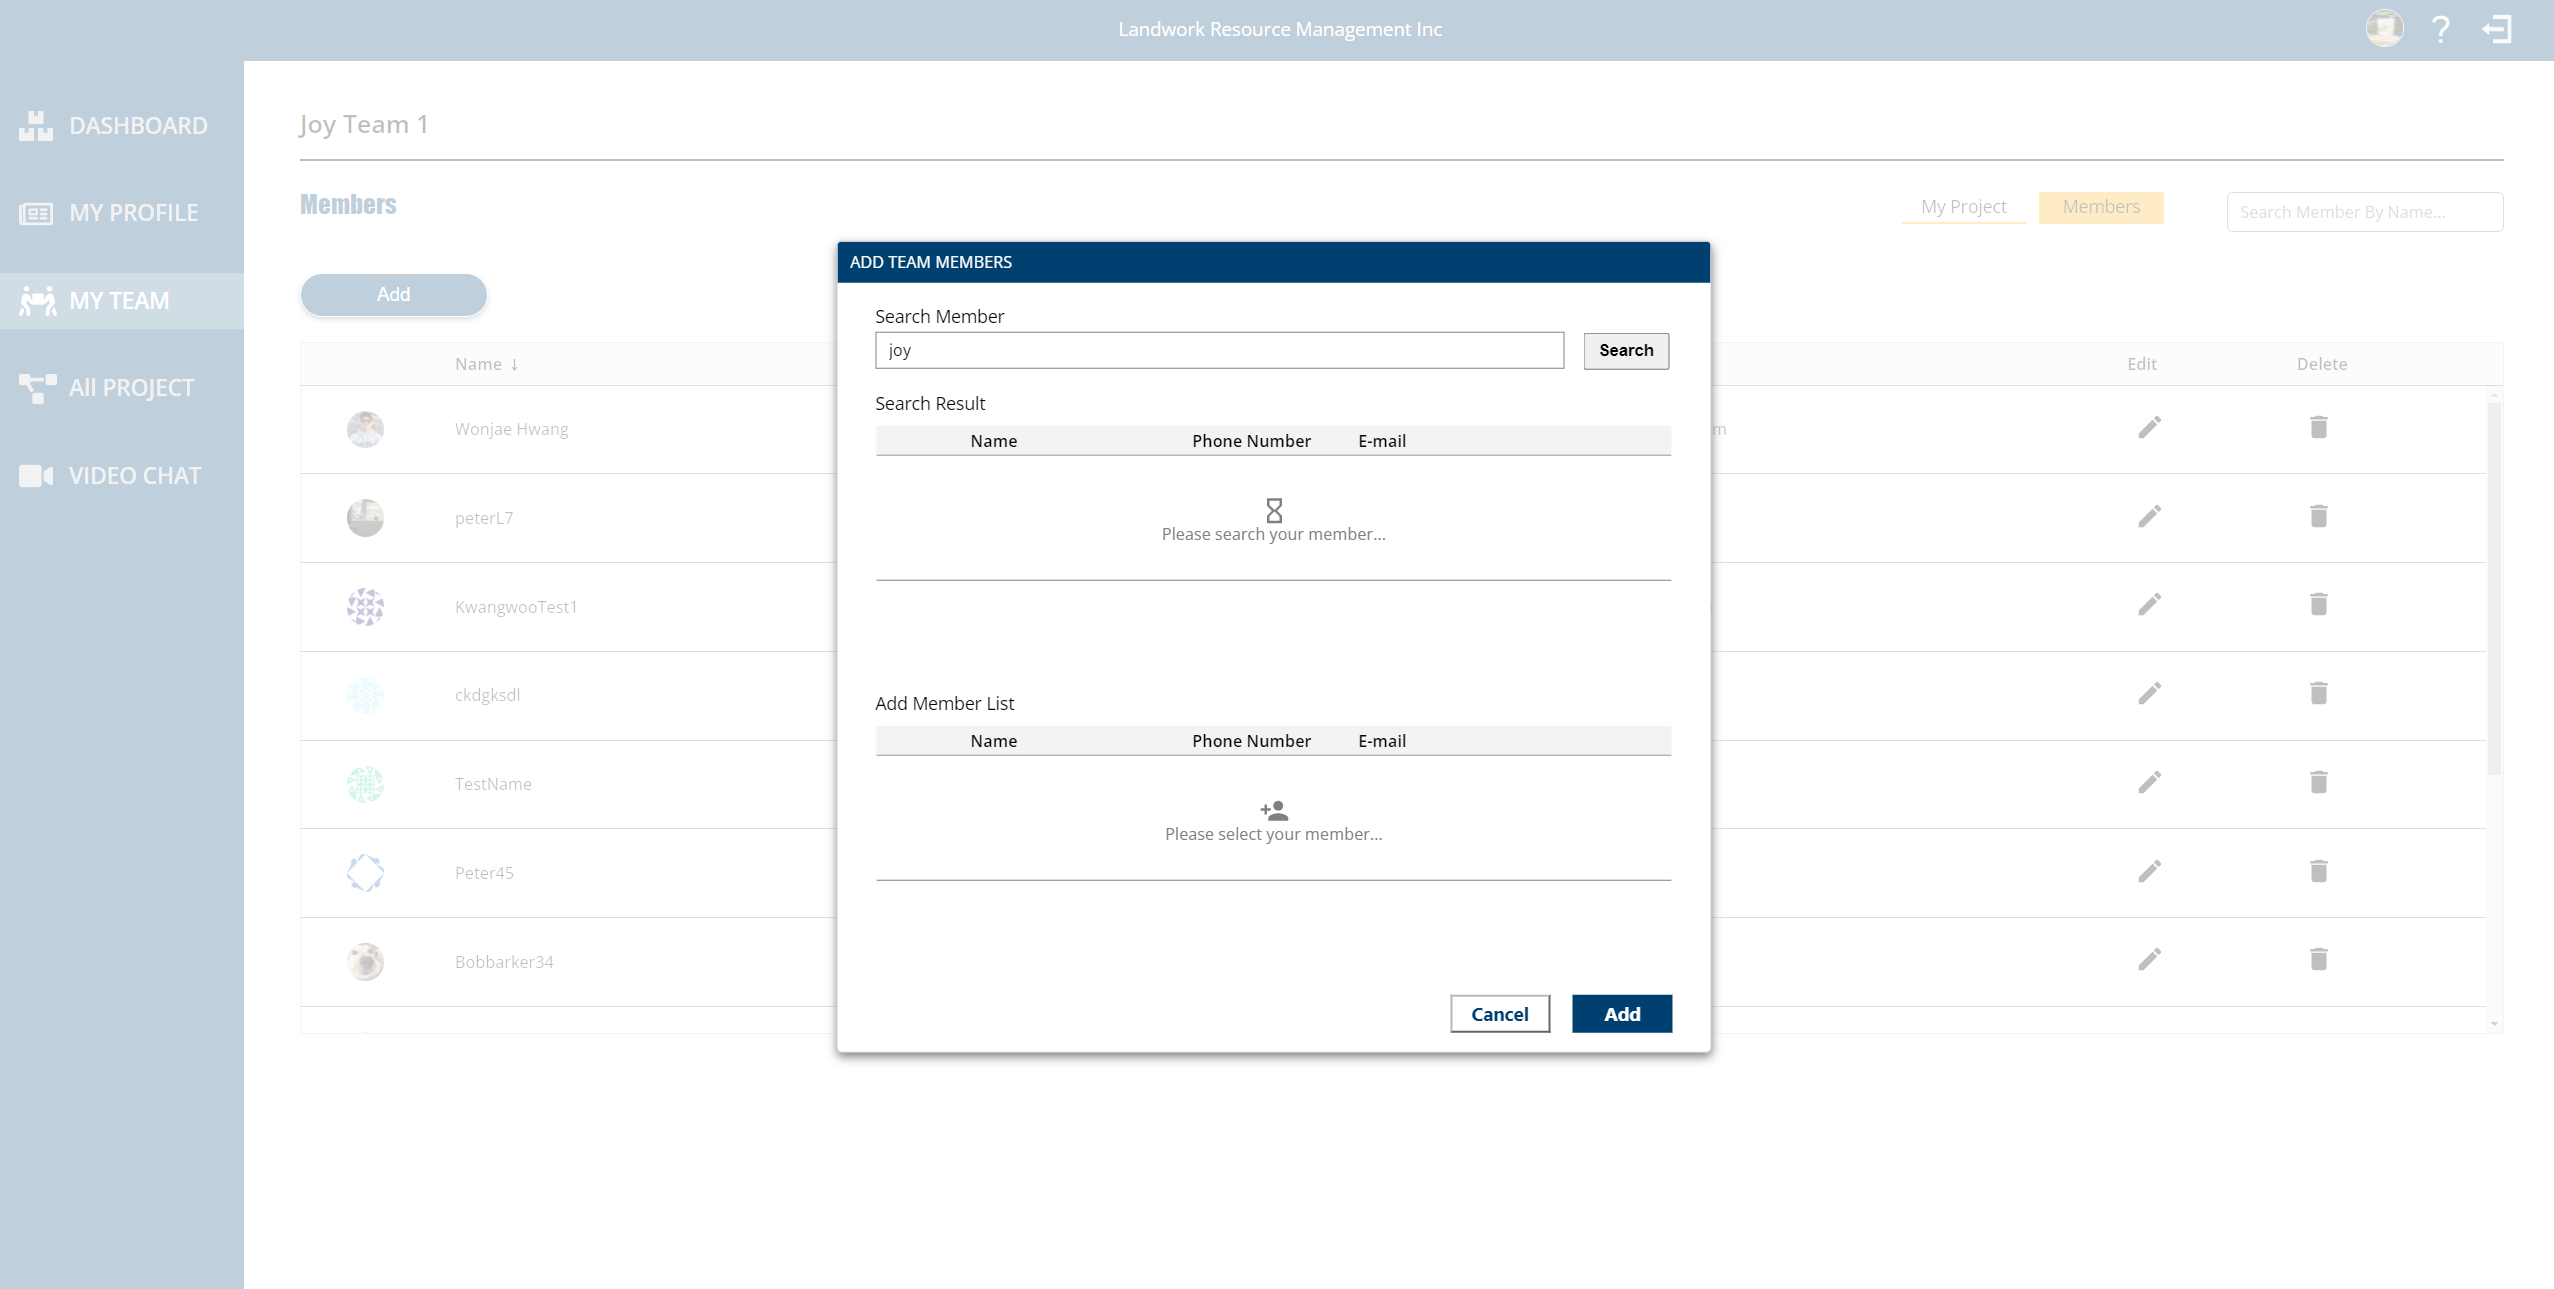 Landwork Resource Management Inc
?
DASHBOARD
MY PROFILE
MY TEAM
All PROJECT
VIDEO CHAT
Joy Team 1
Members
My Project
Members
Search Member By Name...
Add
Name ↓
Edit
Delete
Wonjae Hwang
m
peterL7
KwangwooTest1
ckdgksdl
TestName
Peter45
Bobbarker34
ADD TEAM MEMBERS
Search Member
joy
Search
Search Result
Name Phone Number E-mail
Please search your member...
Add Member List
Name Phone Number E-mail
Please select your member...
Cancel
Add